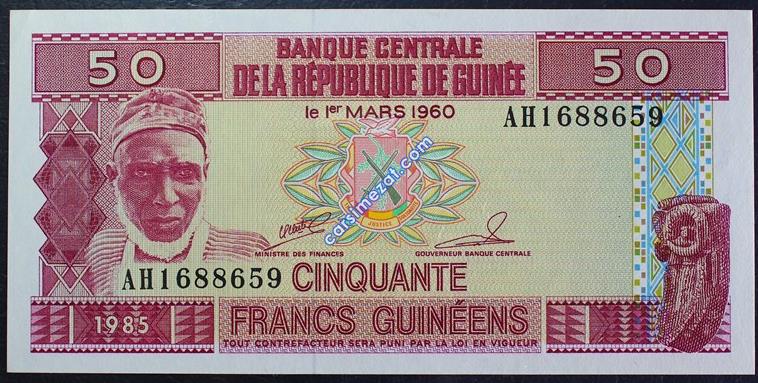 50
BANQUE CENTRALE
DE LA RÉPUBLIQUE DE GUINÉE
50
le 1er MARS 1960
AH1688659
carsimezat.com
JUSTICE
MINISTRE DES FINANCES
GOUVERNEUR BANQUE CENTRALE
AH1688659
CINQUANTE
1985
FRANCS GUINÉENS
TOUT CONTREFACTEUR SERA PUNI PAR LA LOI EN VIGUEUR